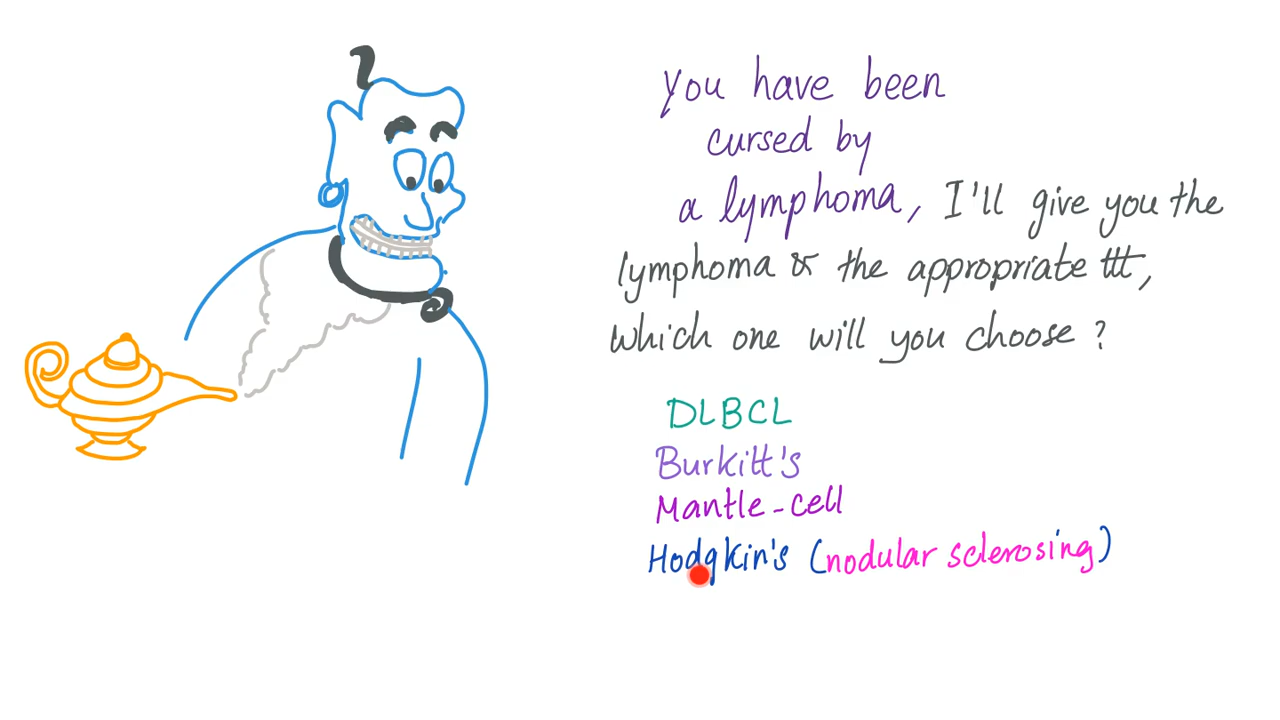 You have been
cursed by
a lymphoma, I'll give you the
lymphoma & the appropriate ttt,
Which one will you choose?
DLBCL
Burkitt's
Mantle-cell
Hodgkin's (nodular sclerosing)